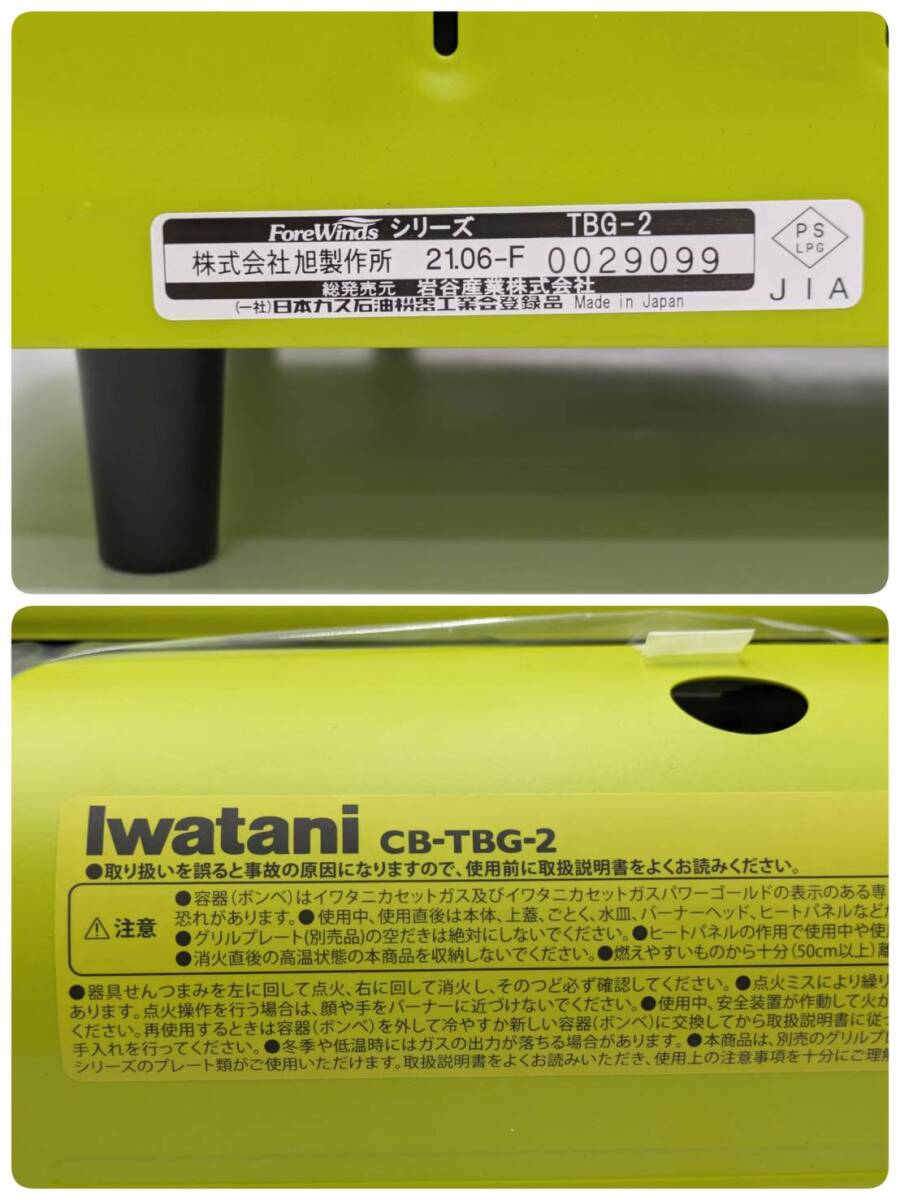 ForeWinds シリーズ TBG-2
株式会社旭製作所 21.06-F 0029099
総発売元 岩谷産業株式会社
(一社)日本ガス石油機器工業会登録品 Made in Japan
PS
LPG
JIA
Iwatani CB-TBG-2
●取り扱いを誤ると事故の原因になりますので、使用前に取扱説明書をよくお読みください。
注意
●容器(ボンベ)はイワタニカセットガス及びイワタニカセットガスパワーゴールドの表示のある専
恐れがあります。●使用中、使用直後は本体、上蓋、ごとく、水皿、バーナーヘッド、ヒートパネルなどが
●グリルプレート(別売品)の空だきは絶対にしないでください。●ヒートパネルの作用で使用中や使
●消火直後の高温状態の本商品を収納しないでください。●燃えやすいものから十分(50cm以上)離
●器具せんつまみを左に回して点火、右に回して消火し、そのつど必ず確認してください。●点火ミスにより繰り
あります。点火操作を行う場合は、顔や手をバーナーに近づけないでください。●使用中、安全装置が作動して火が
ください。再使用するときは容器(ボンベ)を外して冷やすか新しい容器(ボンベ)に交換してから取扱説明書に従っ
手入れを行ってください。●冬季や低温時にはガスの出力が落ちる場合があります。●本商品は、別売のグリルプレ
シリーズのプレート類がご使用いただけます。取扱説明書をよくお読みいただき、使用上の注意事項を十分にご理解